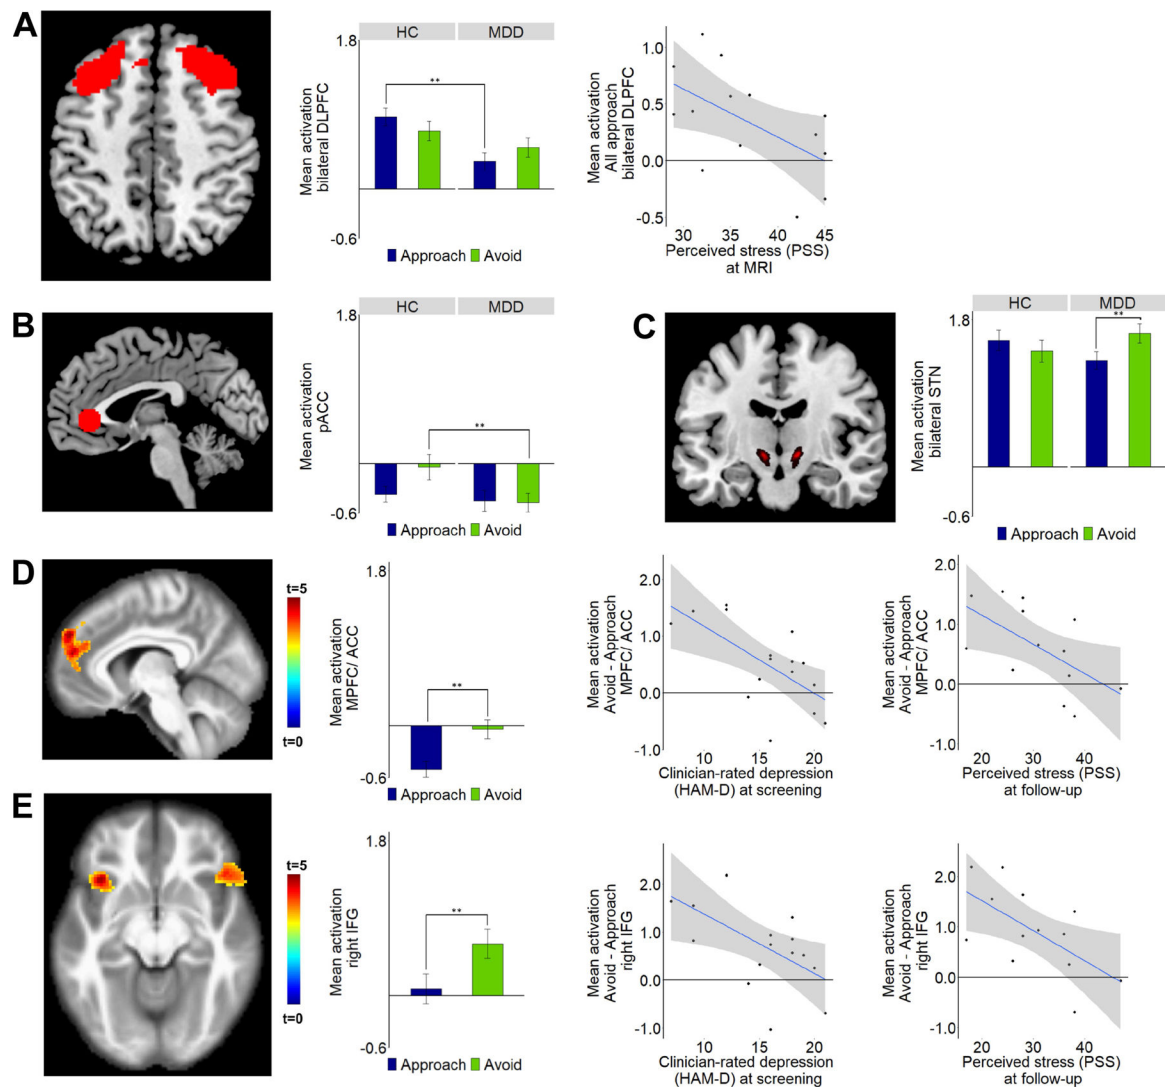 A
HC MDD
1.8
**
Mean activation
bilateral DLPFC
-0.6
Approach Avoid
Mean activation
All approach
bilateral DLPFC
1.0
0.5
0.0
-0.5
30 35 40 45
Perceived stress (PSS)
at MRI
B
HC MDD
1.8
**
Mean activation
pACC
-0.6
Approach Avoid
C
HC MDD
1.8
**
Mean activation
bilateral STN
-0.6
Approach Avoid
D
t=5
t=0
1.8
**
Mean activation
MPFC/ ACC
-0.6
Approach Avoid
Mean activation
Avoid - Approach
MPFC/ ACC
2.0
1.0
0.0
-1.0
10 15 20
Clinician-rated depression
(HAM-D) at screening
Mean activation
Avoid - Approach
MPFC/ ACC
2.0
1.0
0.0
-1.0
20 30 40
Perceived stress (PSS)
at follow-up
E
t=5
t=0
1.8
**
Mean activation
right IFG
-0.6
Approach Avoid
Mean activation
Avoid - Approach
right IFG
2.0
1.0
0.0
-1.0
10 15 20
Clinician-rated depression
(HAM-D) at screening
Mean activation
Avoid - Approach
right IFG
2.0
1.0
0.0
-1.0
20 30 40
Perceived stress (PSS)
at follow-up